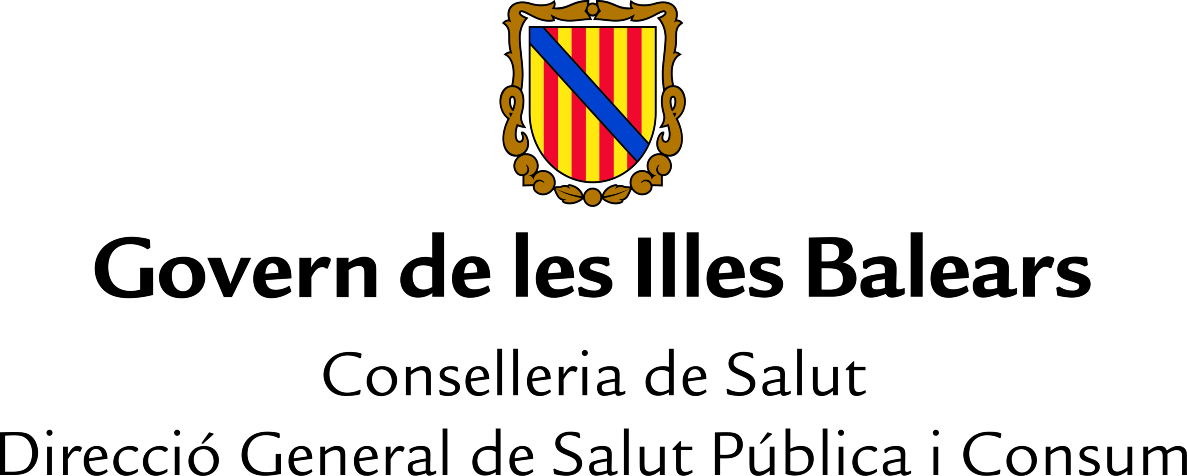 Govern de les Illes Balears
Conselleria de Salut
Direcció General de Salut Pública i Consum